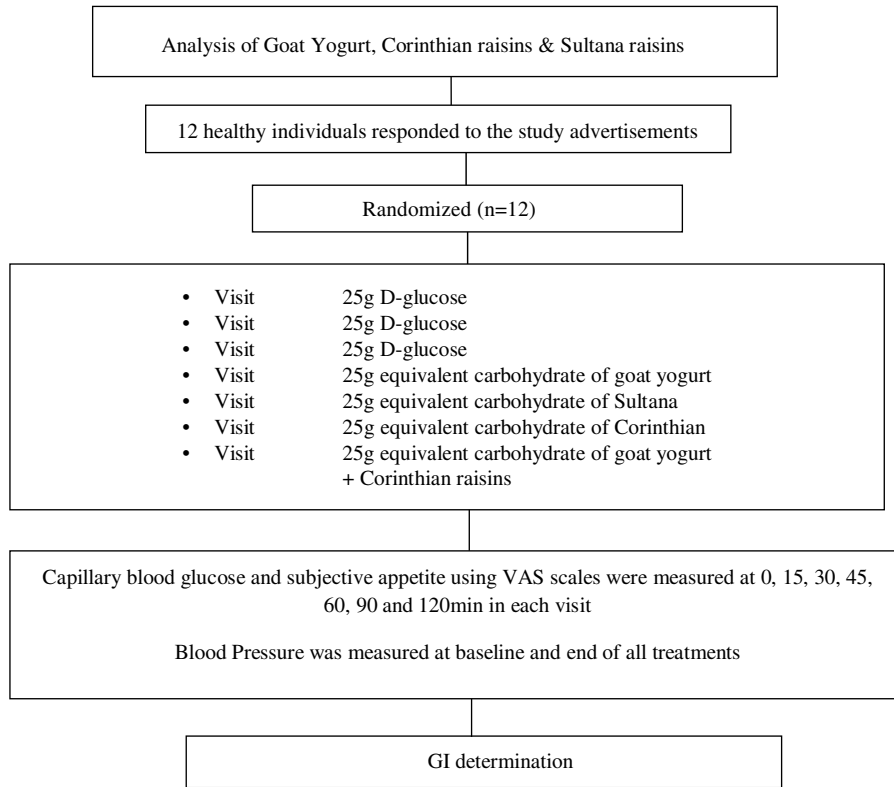 Analysis of Goat Yogurt, Corinthian raisins & Sultana raisins
12 healthy individuals responded to the study advertisements
Randomized (n=12)
• Visit 25g D-glucose
• Visit 25g D-glucose
• Visit 25g D-glucose
• Visit 25g equivalent carbohydrate of goat yogurt
• Visit 25g equivalent carbohydrate of Sultana
• Visit 25g equivalent carbohydrate of Corinthian
• Visit 25g equivalent carbohydrate of goat yogurt
+ Corinthian raisins
Capillary blood glucose and subjective appetite using VAS scales were measured at 0, 15, 30, 45,
60, 90 and 120min in each visit
Blood Pressure was measured at baseline and end of all treatments
GI determination